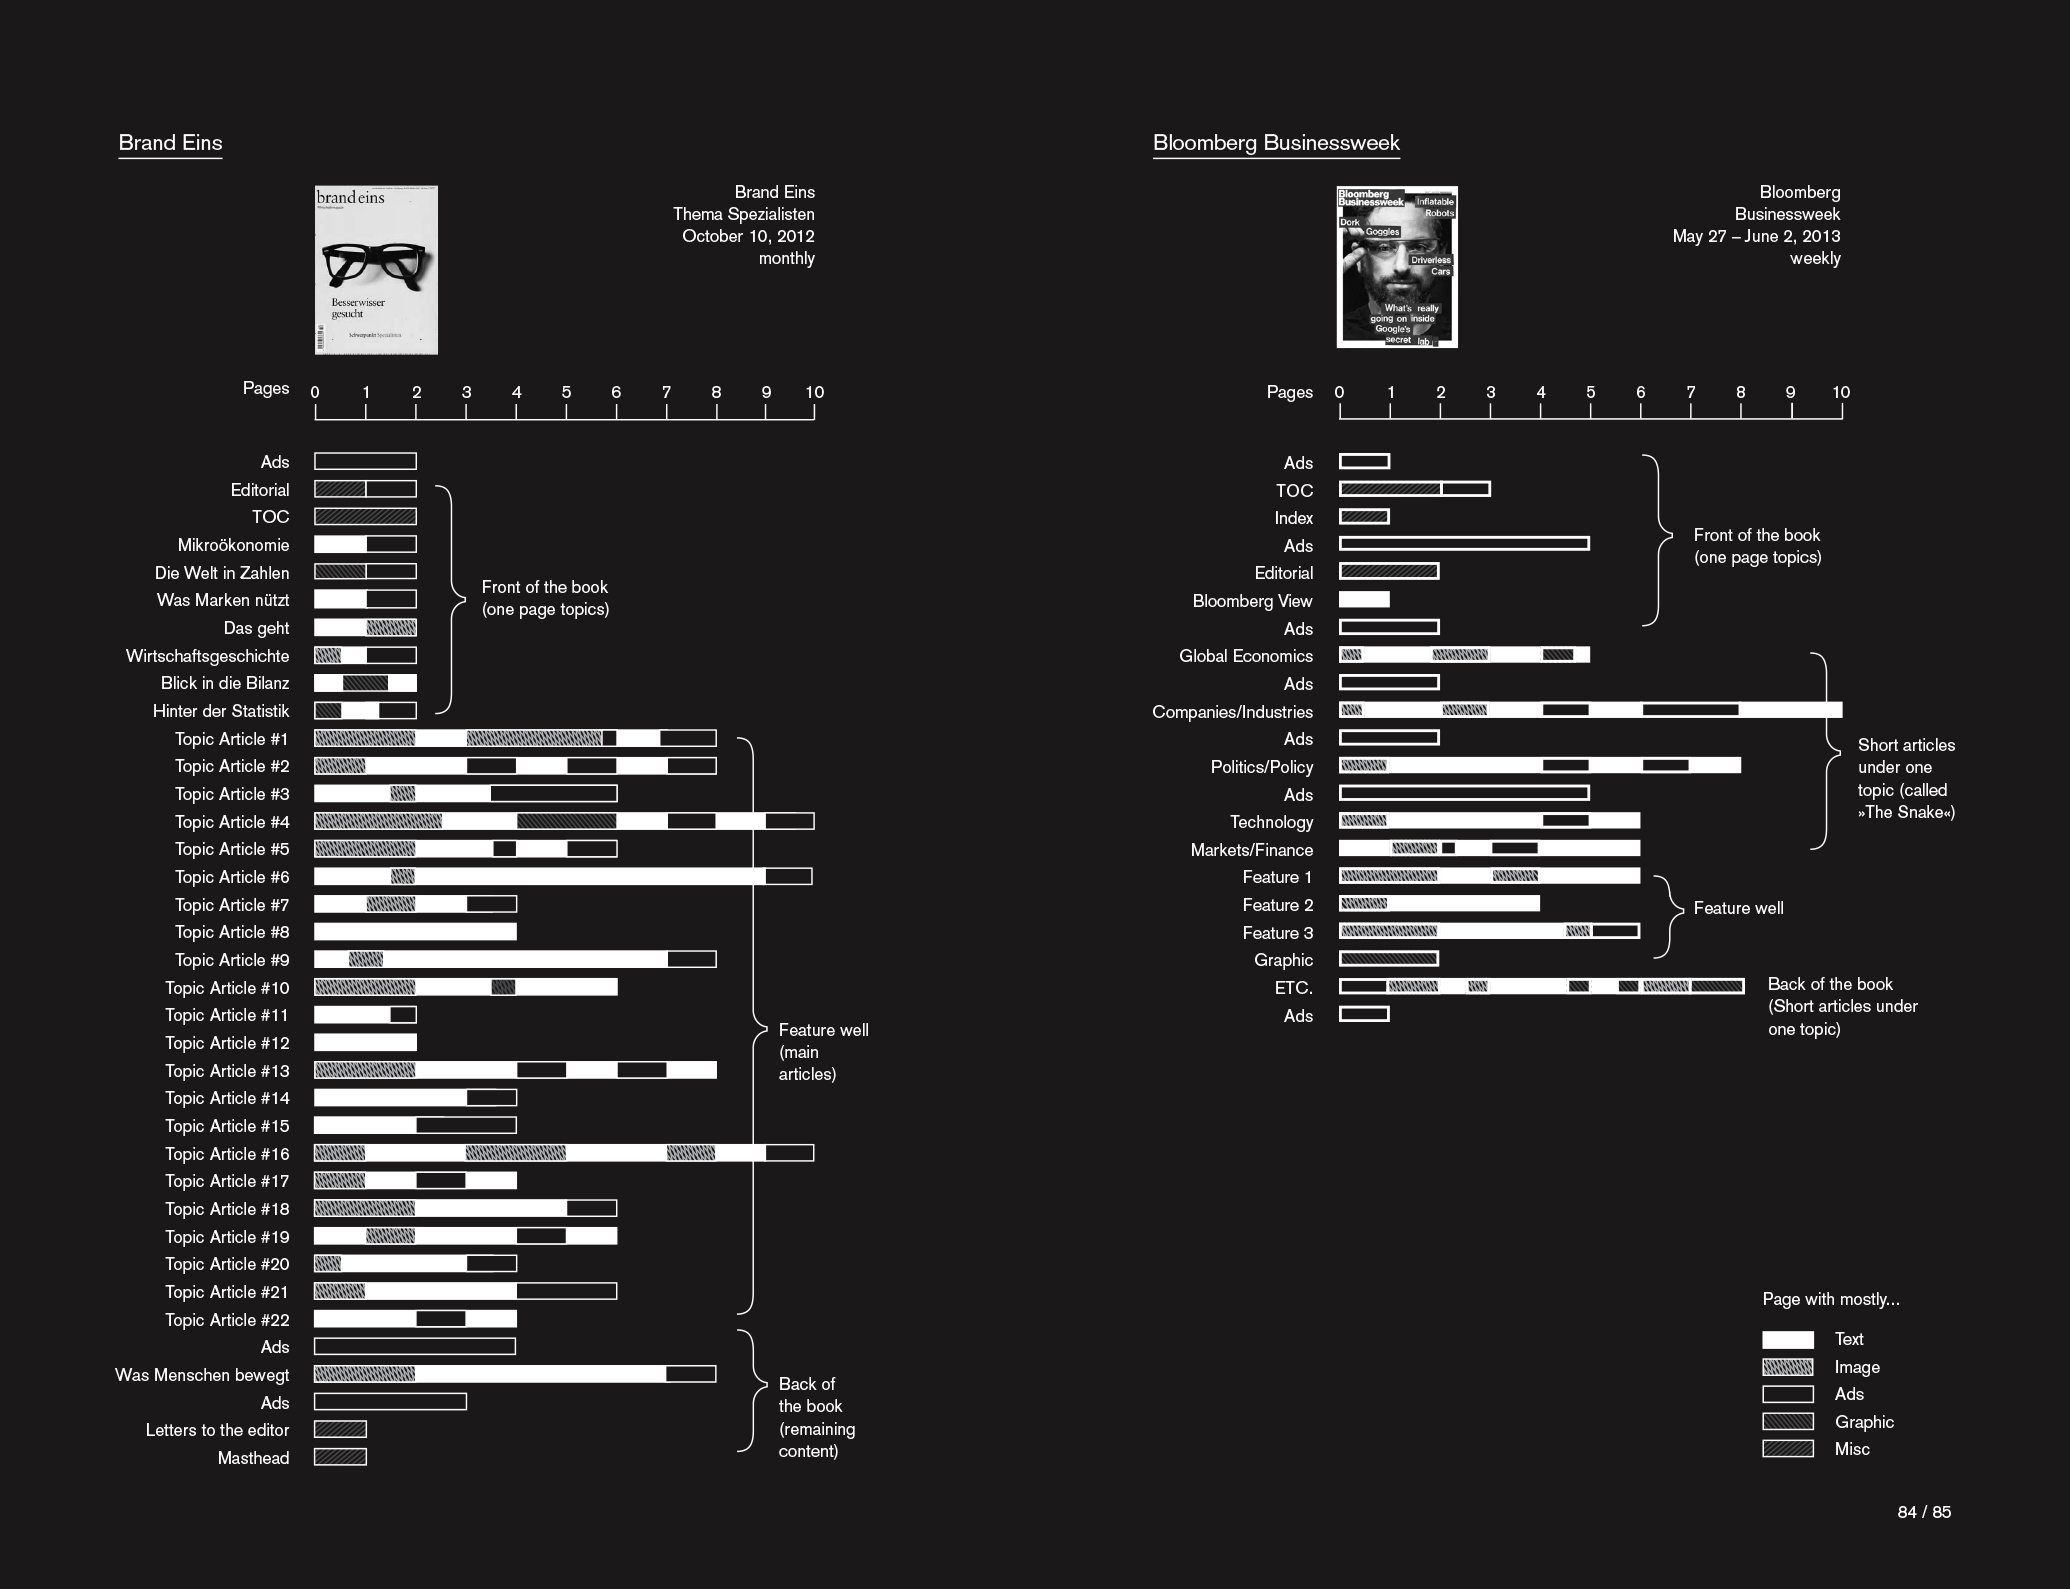 Brand Eins
brand eins
Besserwisser
gesucht
Schwerpunkt Spezialisten
Brand Eins
Thema Spezialisten
October 10, 2012
monthly
Pages 0 1 2 3 4 5 6 7 8 9 10
Ads
Editorial
TOC
Mikroökonomie
Die Welt in Zahlen
Was Marken nützt
Das geht
Wirtschaftsgeschichte
Blick in die Bilanz
Hinter der Statistik
Front of the book
(one page topics)
Topic Article #1
Topic Article #2
Topic Article #3
Topic Article #4
Topic Article #5
Topic Article #6
Topic Article #7
Topic Article #8
Topic Article #9
Topic Article #10
Topic Article #11
Topic Article #12
Topic Article #13
Topic Article #14
Topic Article #15
Topic Article #16
Topic Article #17
Topic Article #18
Topic Article #19
Topic Article #20
Topic Article #21
Topic Article #22
Feature well
(main
articles)
Ads
Was Menschen bewegt
Ads
Letters to the editor
Masthead
Back of
the book
(remaining
content)
Bloomberg Businessweek
Bloomberg
Businessweek
Inflatable
Robots
Dork
Goggles
Driverless
Cars
What's really
going on inside
Google's
secret lab
Bloomberg
Businessweek
May 27 – June 2, 2013
weekly
Pages 0 1 2 3 4 5 6 7 8 9 10
Ads
TOC
Index
Ads
Editorial
Bloomberg View
Ads
Front of the book
(one page topics)
Global Economics
Ads
Companies/Industries
Ads
Politics/Policy
Ads
Technology
Markets/Finance
Short articles
under one
topic (called
»The Snake«)
Feature 1
Feature 2
Feature 3
Graphic
Feature well
ETC.
Ads
Back of the book
(Short articles under
one topic)
Page with mostly...
Text
Image
Ads
Graphic
Misc
84 / 85